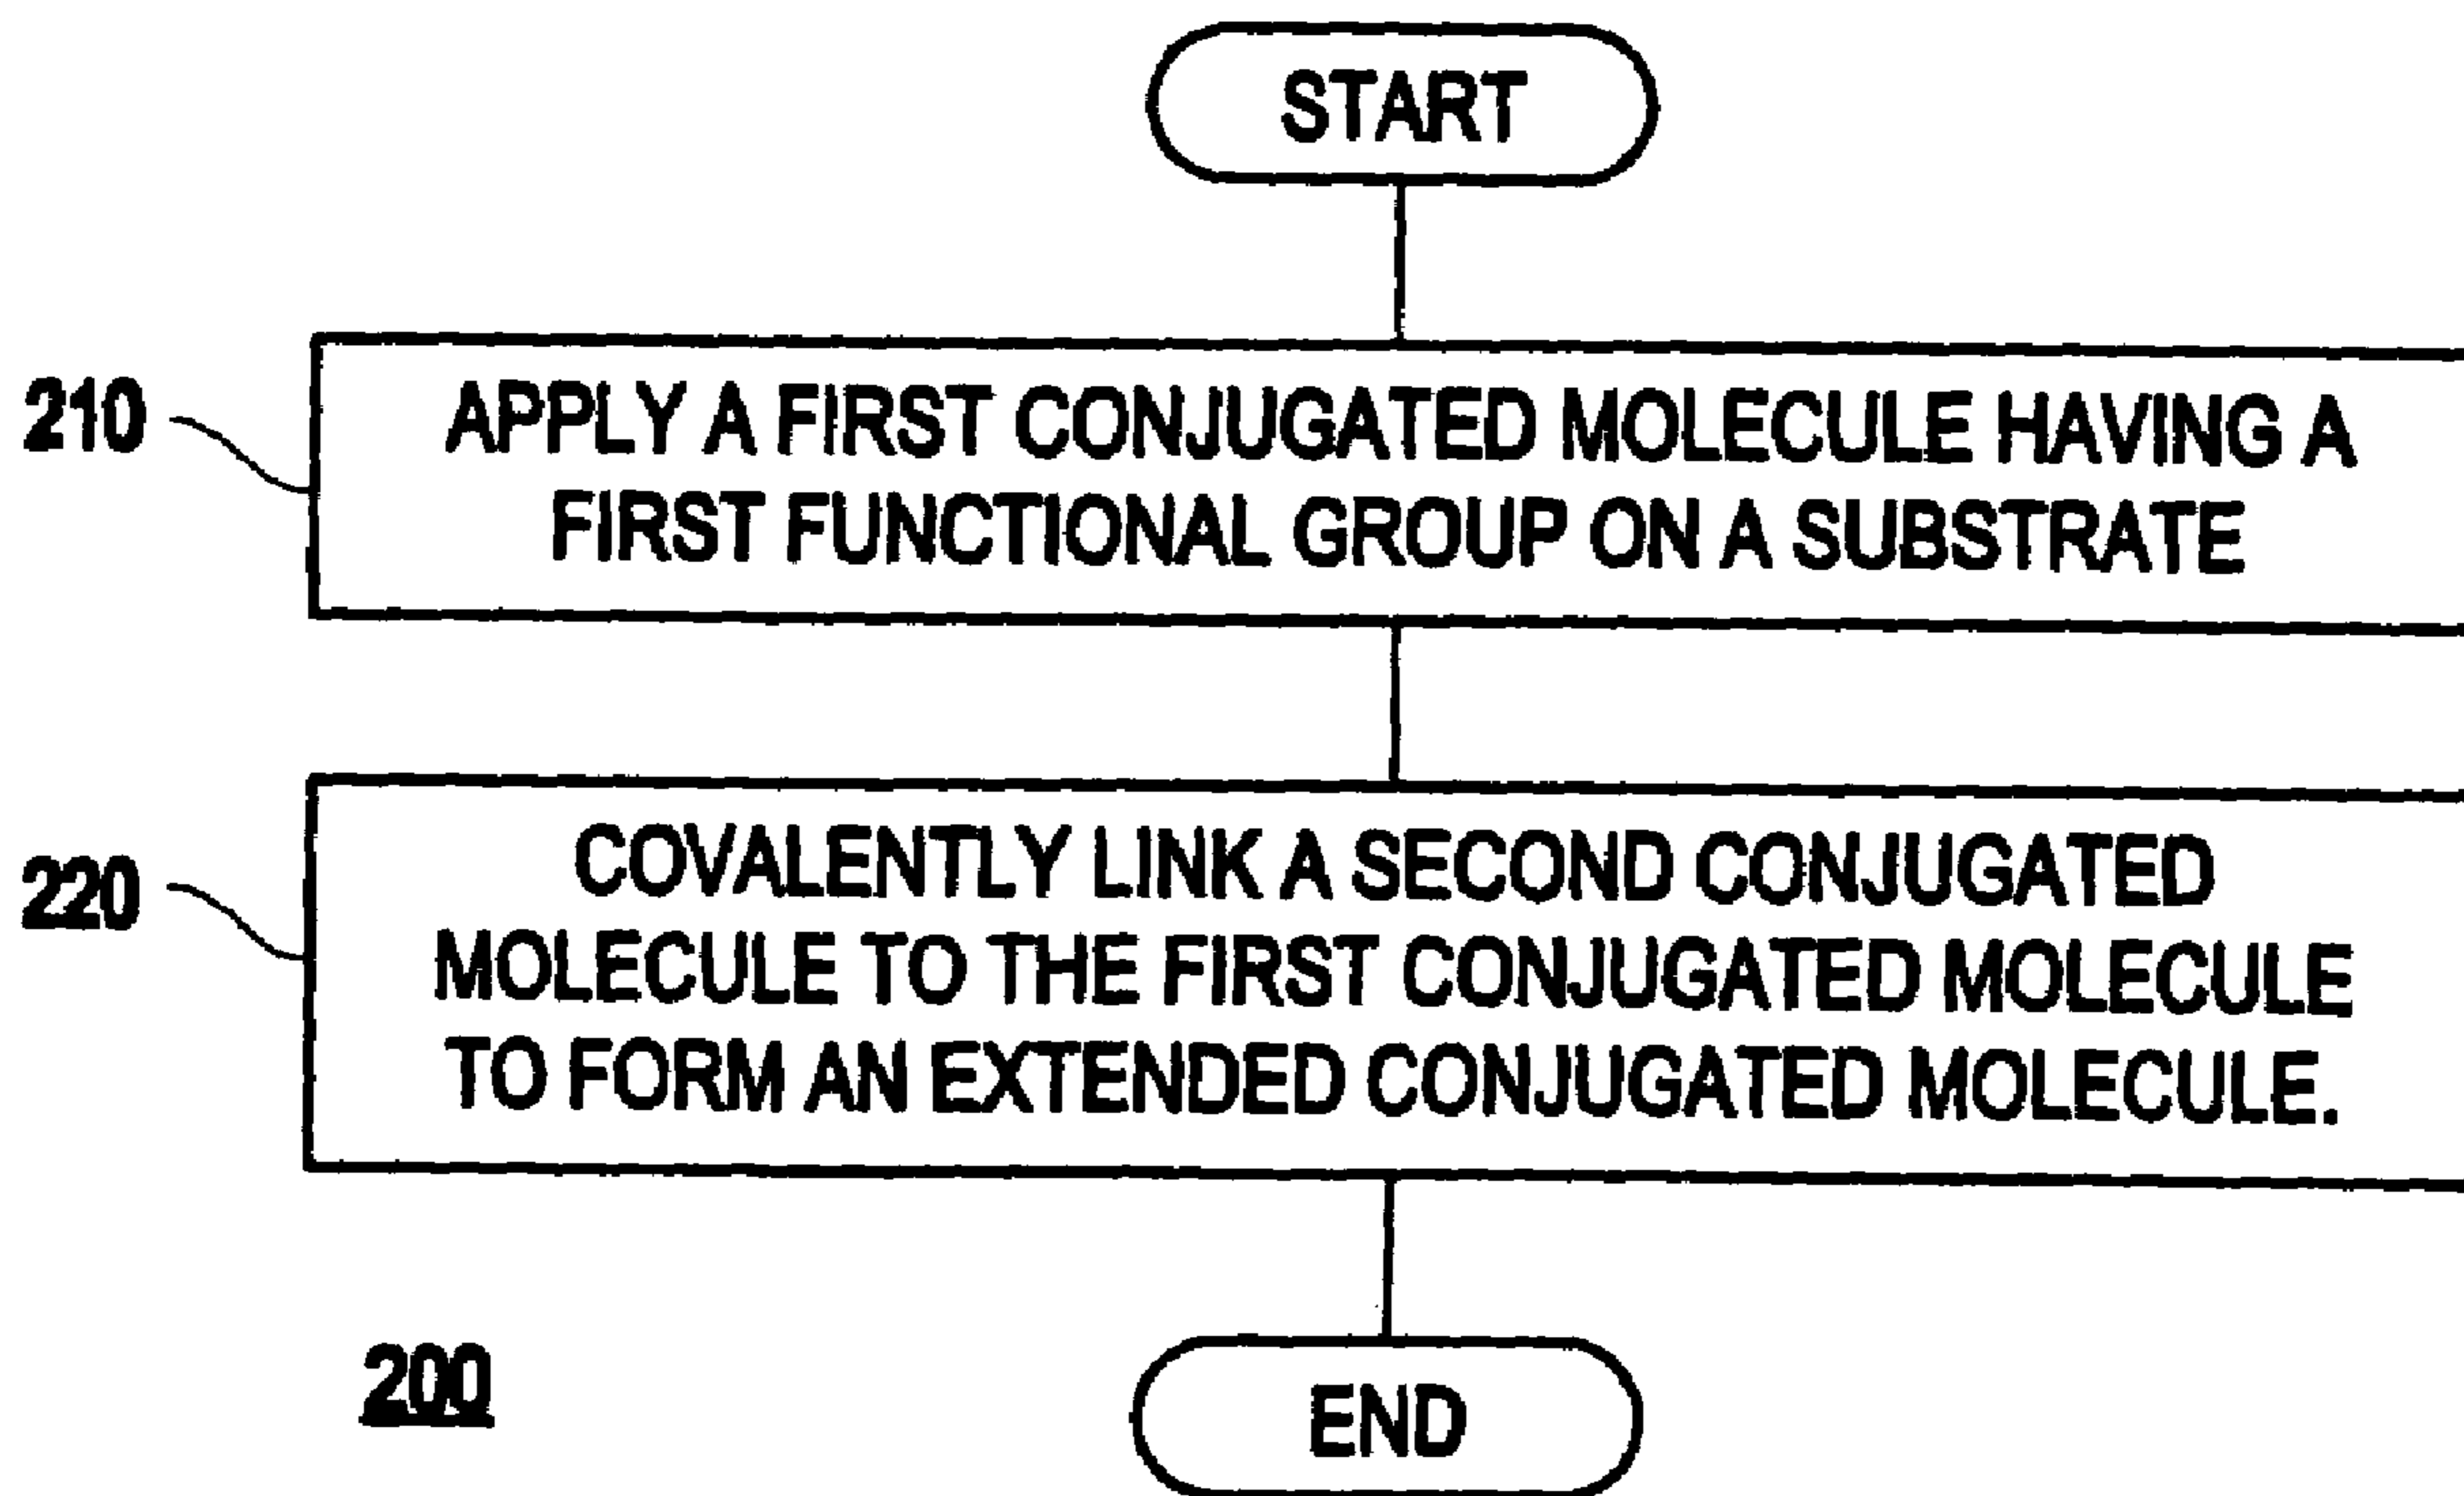 START
210
APPLY A FIRST CONJUGATED MOLECULE HAVING A
FIRST FUNCTIONAL GROUP ON A SUBSTRATE
220
COVALENTLY LINK A SECOND CONJUGATED
MOLECULE TO THE FIRST CONJUGATED MOLECULE
TO FORM AN EXTENDED CONJUGATED MOLECULE.
200
END